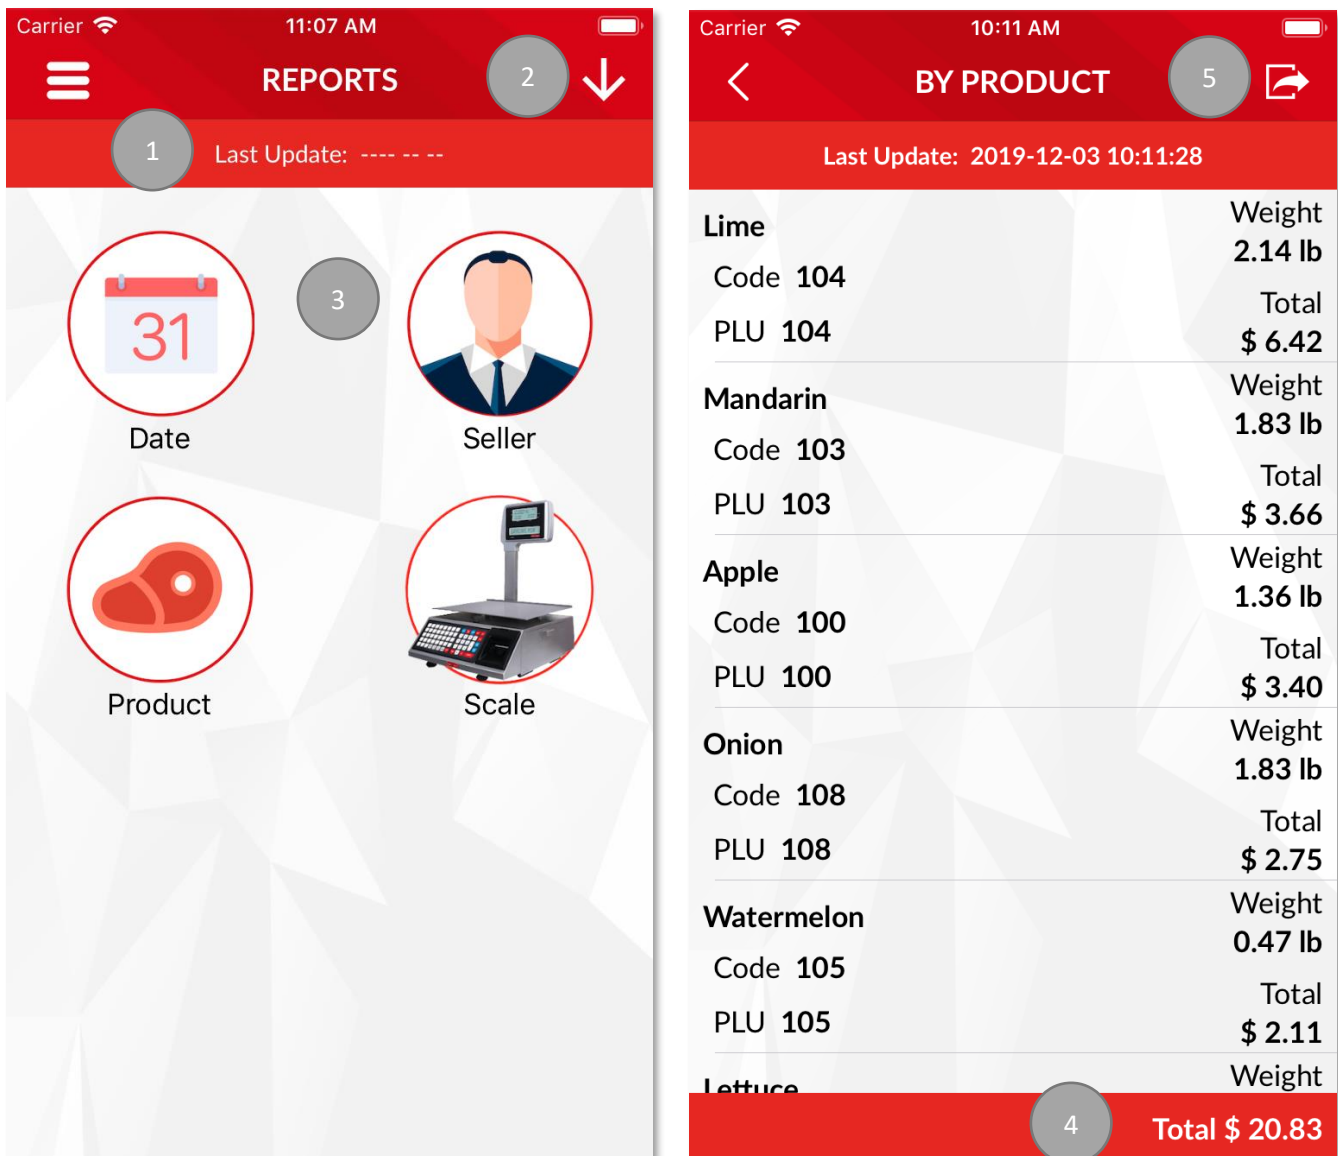 Carrier 11:07 AM
REPORTS 2
1 Last Update: ---- -- --
31
3
Date Seller
Product Scale
Carrier 10:11 AM
BY PRODUCT 5
Last Update: 2019-12-03 10:11:28
Lime Weight
2.14 lb
Code 104
Total
PLU 104
$ 6.42
Mandarin Weight
1.83 lb
Code 103
Total
PLU 103
$ 3.66
Apple Weight
1.36 lb
Code 100
Total
PLU 100
$ 3.40
Onion Weight
1.83 lb
Code 108
Total
PLU 108
$ 2.75
Watermelon Weight
0.47 lb
Code 105
Total
PLU 105
$ 2.11
Lettuce Weight
4 Total $ 20.83